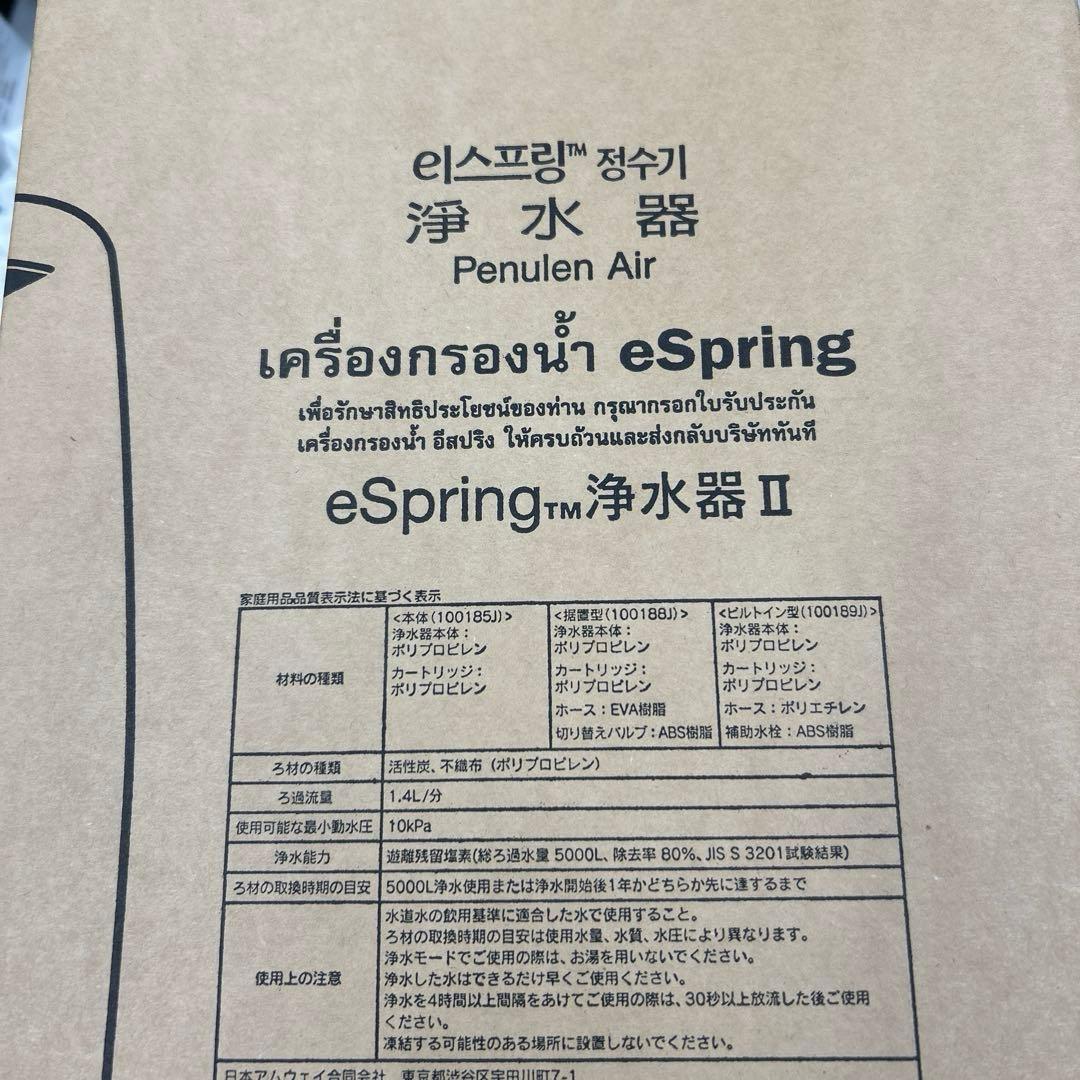 이스프링™ 정수기
淨水器
Penulen Air
เครื่องกรองน้ำ eSpring
เพื่อรักษาสิทธิประโยชน์ของท่าน กรุณากรอกใบรับประกัน
เครื่องกรองน้ำ อีสปริง ให้ครบถ้วนและส่งกลับบริษัททันที
eSpring™浄水器Ⅱ
家庭用品品質表示法に基づく表示
材料の種類
<本体(100185J)>
浄水器本体:
ポリプロピレン
カートリッジ:
ポリプロピレン
<据置型(100188J)>
浄水器本体:
ポリプロピレン
カートリッジ:
ポリプロピレン
ホース:EVA樹脂
切り替えバルブ:ABS樹脂
<ビルトイン型(100189J)>
浄水器本体:
ポリプロピレン
カートリッジ:
ポリプロピレン
ホース:ポリエチレン
補助水栓:ABS樹脂
ろ材の種類 活性炭、不織布(ポリプロピレン)
ろ過流量 1.4L/分
使用可能な最小動水圧 10kPa
浄水能力 遊離残留塩素(総ろ過水量 5000L、除去率 80%、JIS S 3201試験結果)
ろ材の取換時期の目安 5000L浄水使用または浄水開始後1年かどちらか先に達するまで
使用上の注意
水道水の飲用基準に適合した水で使用すること。
ろ材の取換時期の目安は使用水量、水質、水圧により異なります。
浄水モードでご使用の際は、お湯を用いないでください。
浄水した水はできるだけ早くご使用ください。
浄水を4時間以上間隔をあけてご使用の際は、30秒以上放流した後ご使用
ください。
凍結する可能性のある場所に設置しないでください。
日本アムウェイ合同会社 東京都渋谷区宇田川町7-1